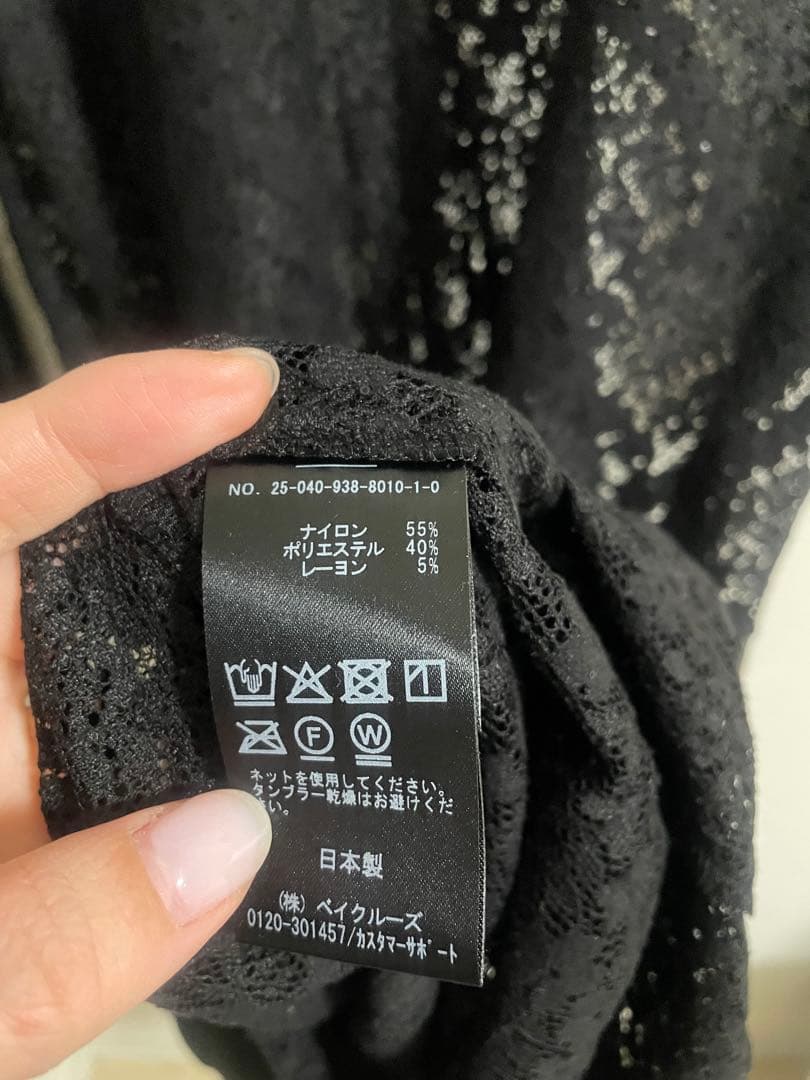 NO. 25-040-938-8010-1-0
ナイロン 55%
ポリエステル 40%
レーヨン 5%
F W
ネットを使用してください。
タンブラー乾燥はお避けくだ
さい。
日本製
(株) ベイクルーズ
0120-301457/カスタマーサポート